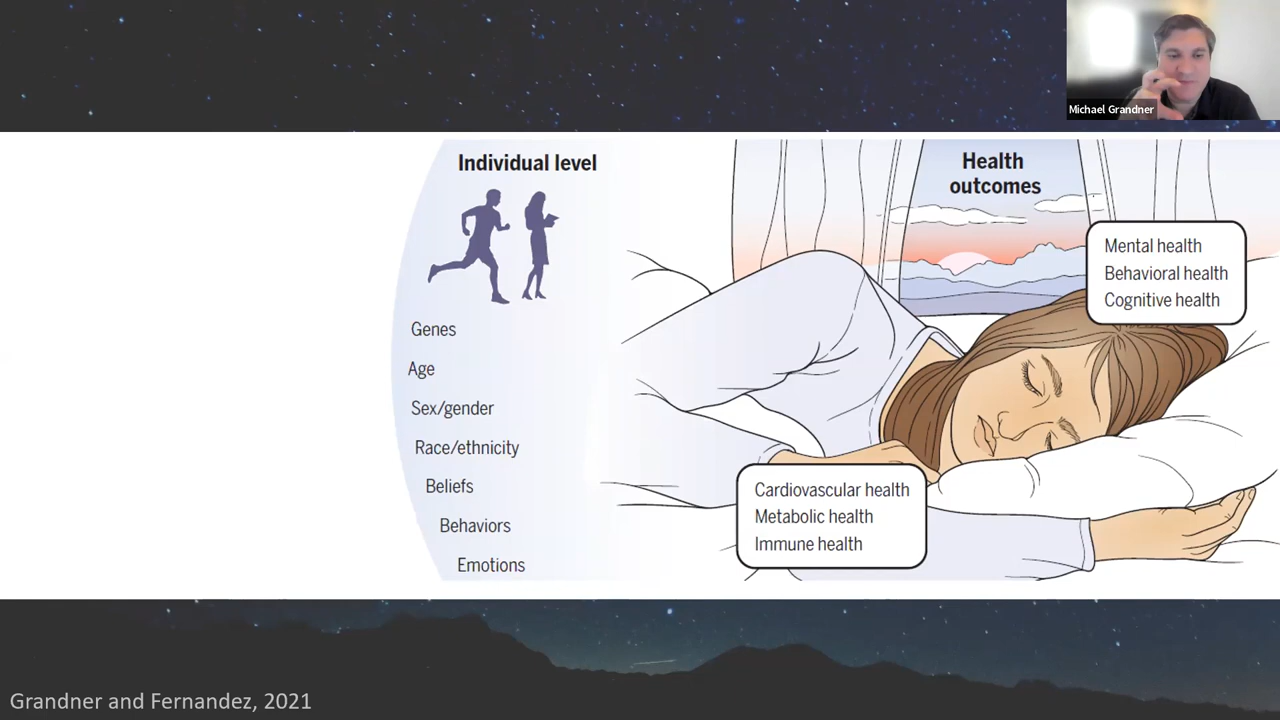 Michael Grandner
Individual level
Genes
Age
Sex/gender
Race/ethnicity
Beliefs
Behaviors
Emotions
Health
outcomes
Mental health
Behavioral health
Cognitive health
Cardiovascular health
Metabolic health
Immune health
Grandner and Fernandez, 2021